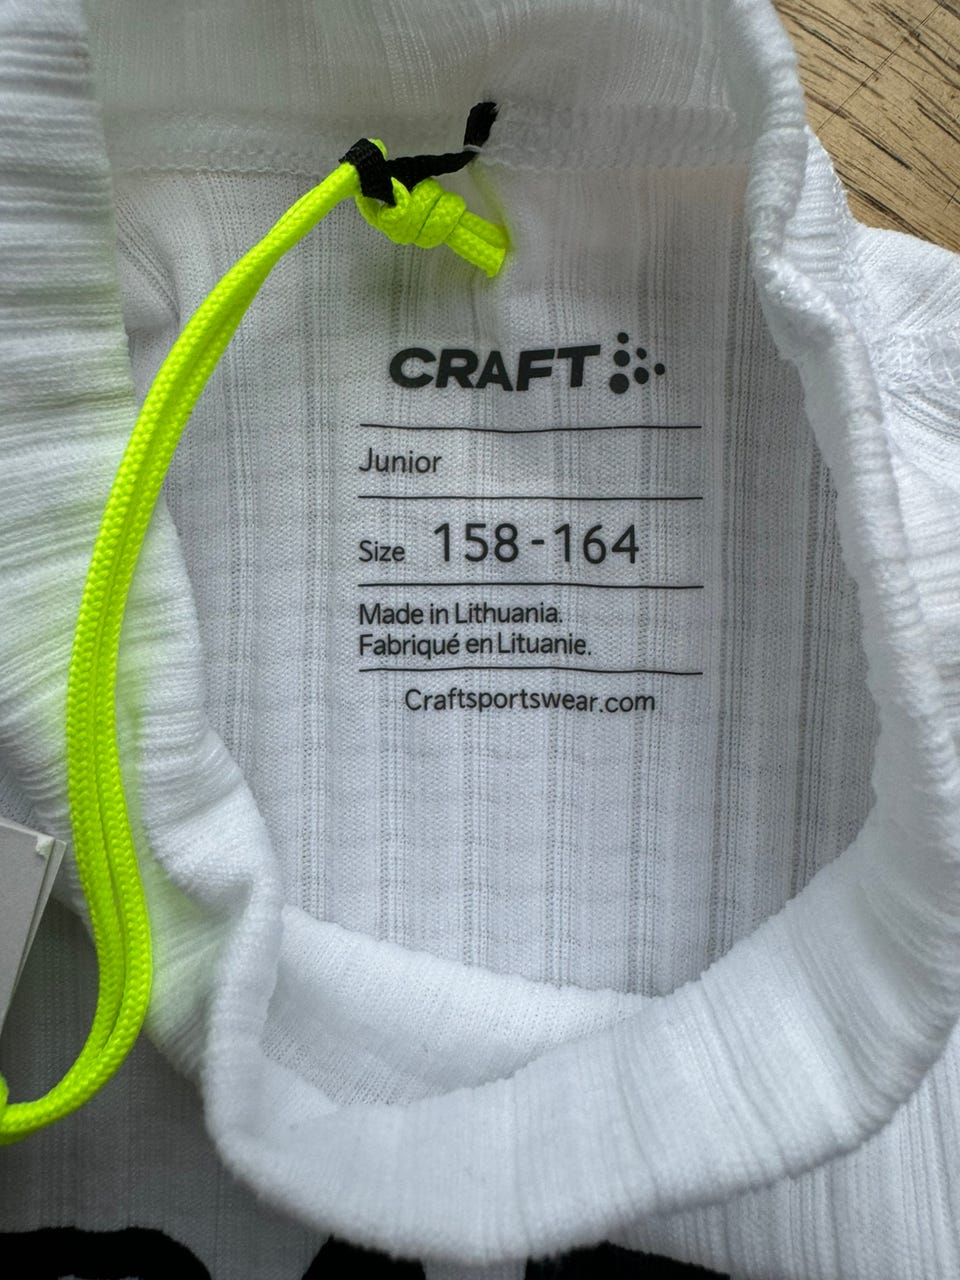 CRAFT
Junior
Size 158-164
Made in Lithuania.
Fabriqué en Lituanie.
Craftsportswear.com